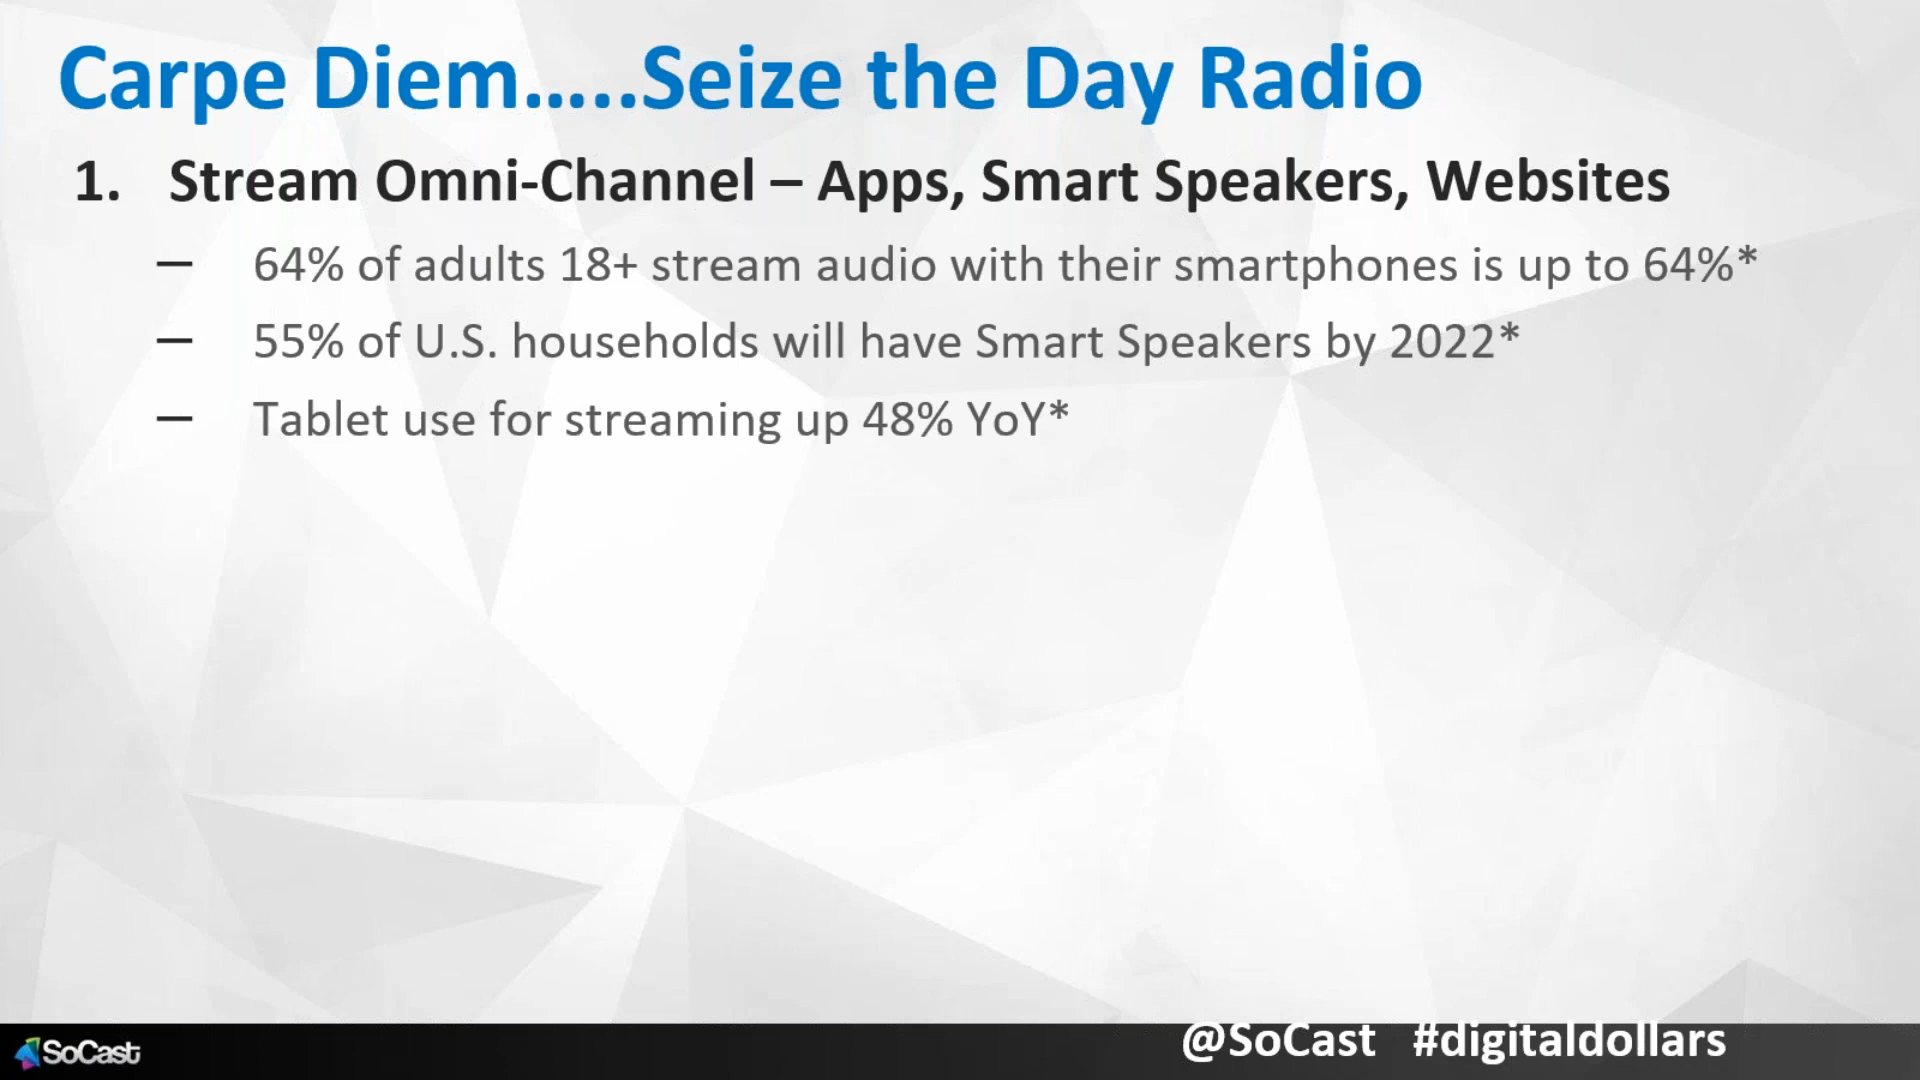 Carpe Diem.....Seize the Day Radio
1. Stream Omni-Channel – Apps, Smart Speakers, Websites
– 64% of adults 18+ stream audio with their smartphones is up to 64%*
– 55% of U.S. households will have Smart Speakers by 2022*
– Tablet use for streaming up 48% YoY*
SoCast
@SoCast #digitaldollars